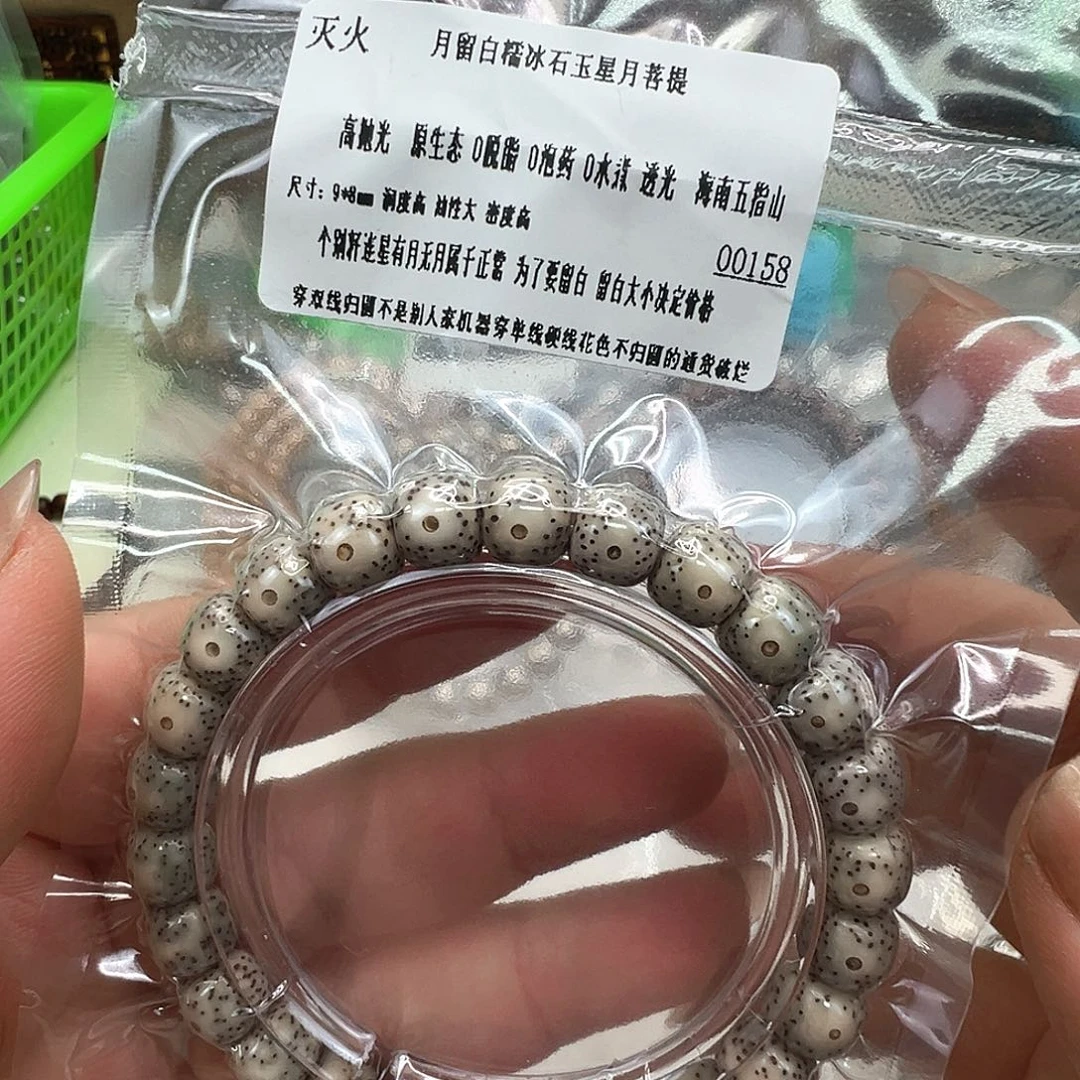 灭火 月留白糯冰石玉星月菩提
高抛光 原生态 0脱脂 0泡药 0水渍 透光 海南五指山
尺寸：9*8mm 润度高 油性大 密度高
00158
个别籽连星有月无月属于正常 为了要留白 留白大小决定价格
穿双线归圆不是别人家机器穿单线硬线花色不归圆的通货破烂